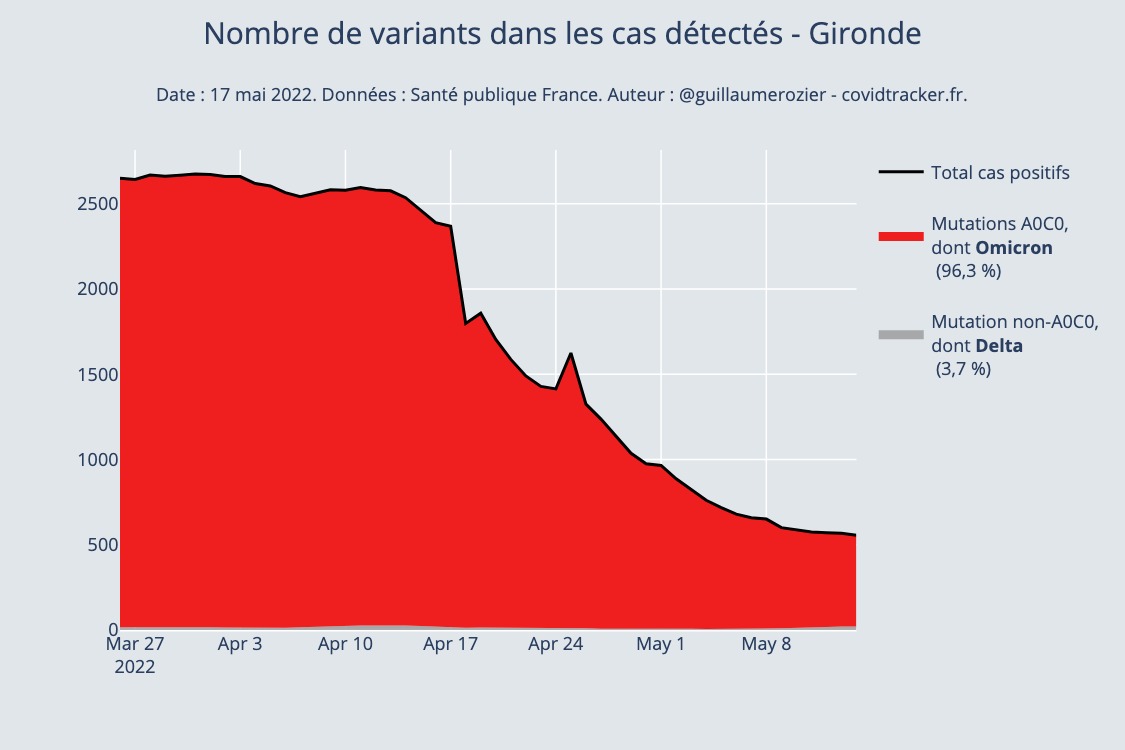 Nombre de variants dans les cas détectés - Gironde
Date : 17 mai 2022. Données : Santé publique France. Auteur : @guillaumerozier - covidtracker.fr.
Total cas positifs
Mutations A0C0,
dont Omicron
(96,3 %)
Mutation non-A0C0,
dont Delta
(3,7 %)
2500
2000
1500
1000
500
0
Mar 27
2022
Apr 3
Apr 10
Apr 17
Apr 24
May 1
May 8